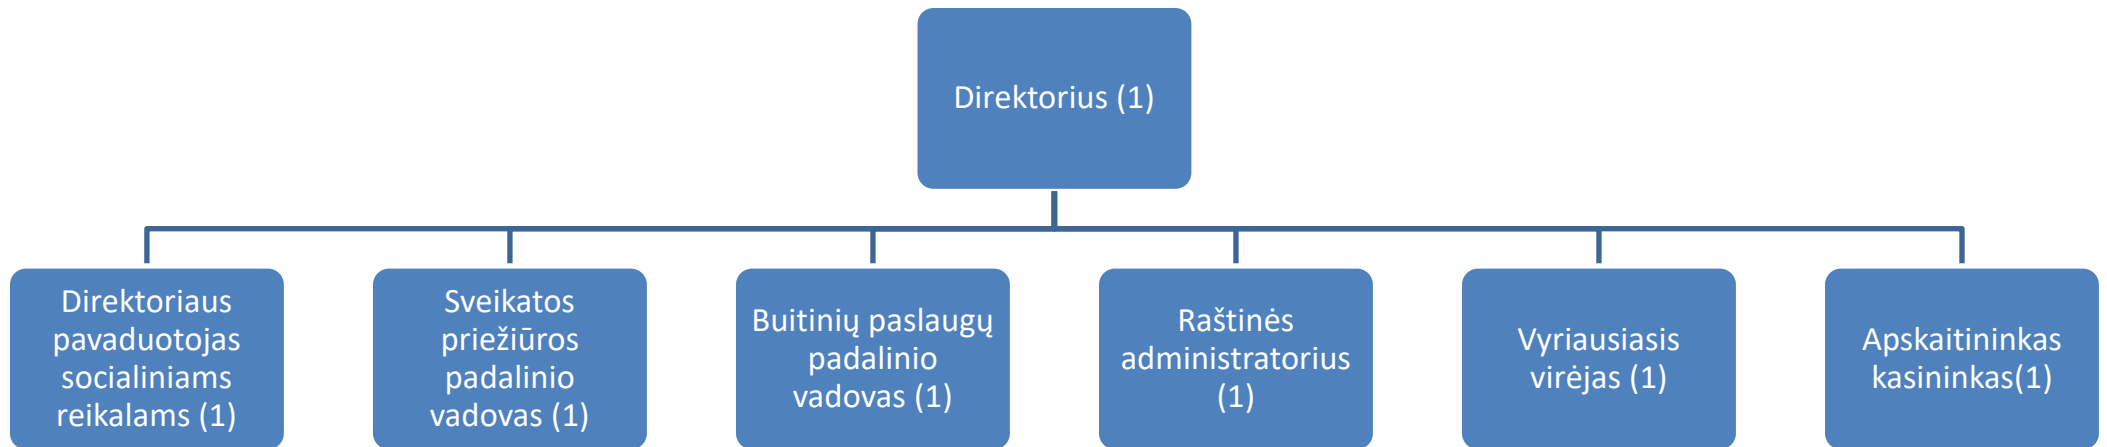 Direktorius (1)
Direktoriaus
pavaduotojas
socialiniams
reikalams (1)
Sveikatos
priežiūros
padalinio
vadovas (1)
Buitinių paslaugų
padalinio
vadovas (1)
Raštinės
administratorius
(1)
Vyriausiasis
virėjas (1)
Apskaitininkas
kasininkas(1)